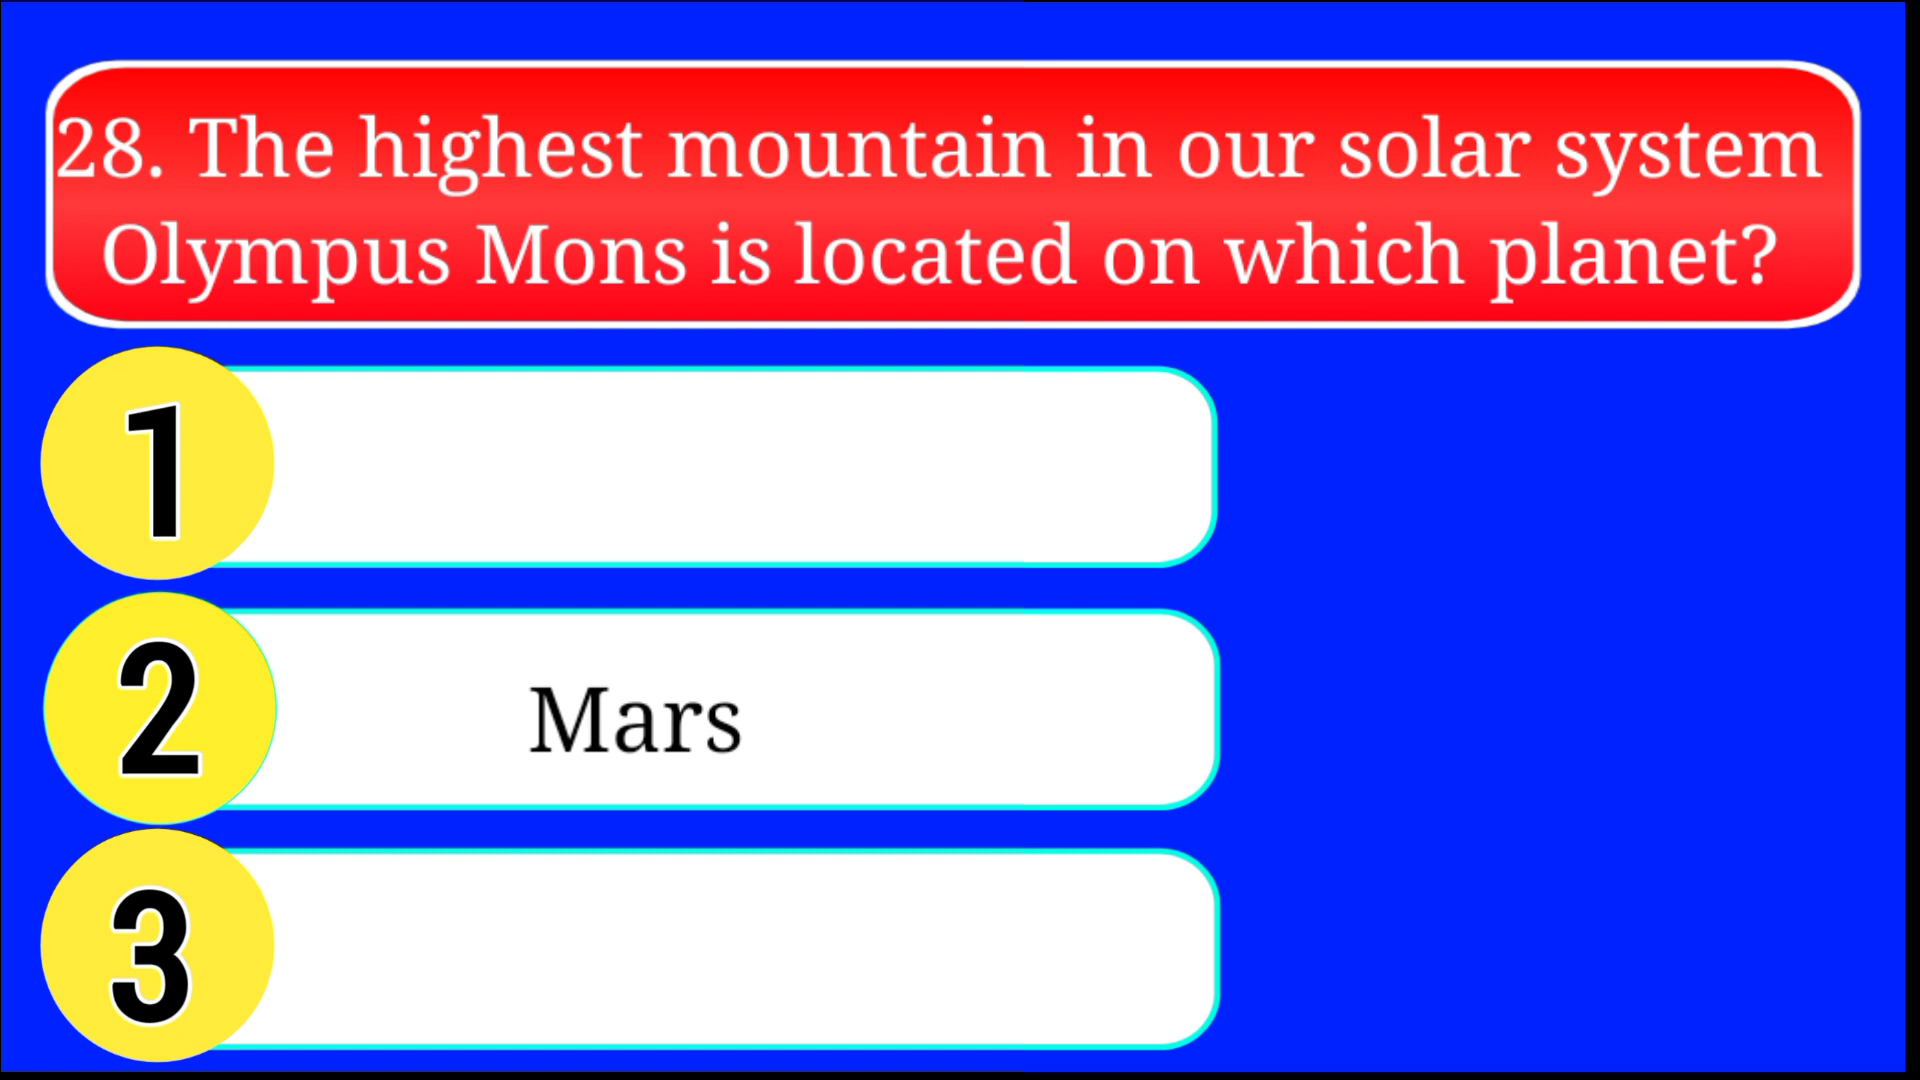 28. The highest mountain in our solar system
Olympus Mons is located on which planet?
1
2
Mars
3